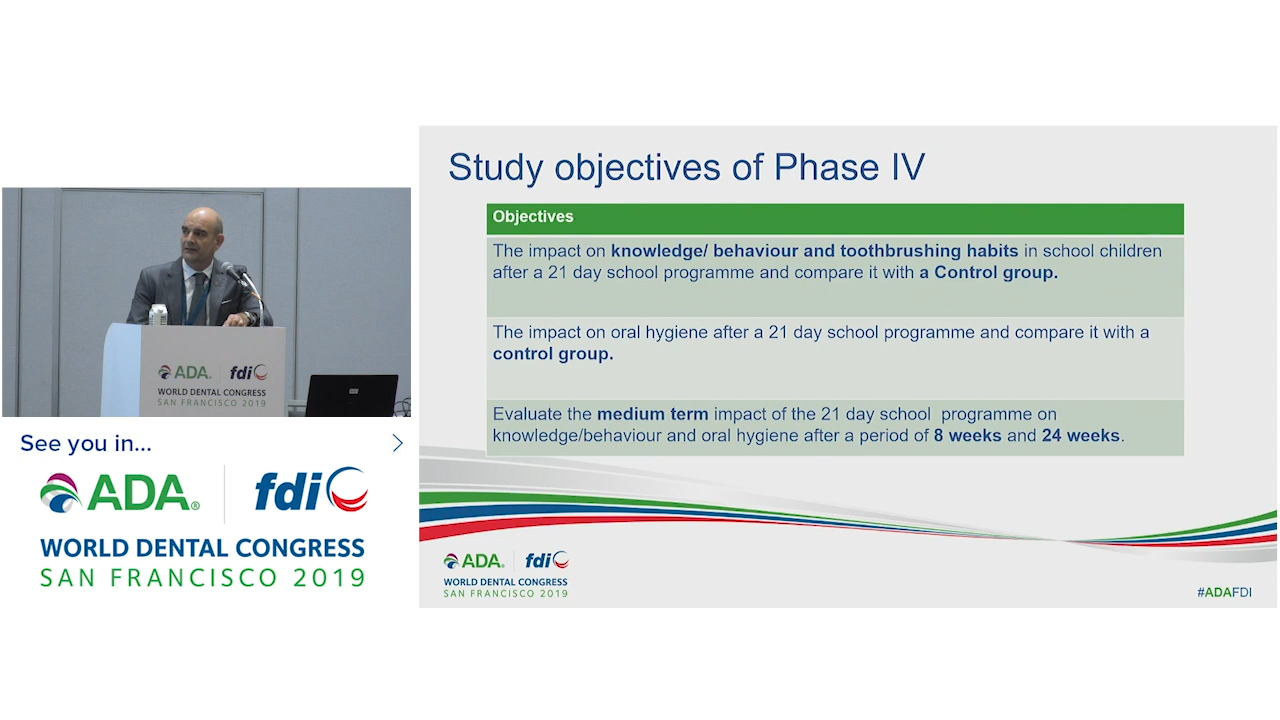 Study objectives of Phase IV
Objectives
The impact on knowledge/ behaviour and toothbrushing habits in school children
after a 21 day school programme and compare it with a Control group.
The impact on oral hygiene after a 21 day school programme and compare it with a
control group.
Evaluate the medium term impact of the 21 day school programme on
knowledge/behaviour and oral hygiene after a period of 8 weeks and 24 weeks.
ADA. fdi
WORLD DENTAL CONGRESS
SAN FRANCISCO 2019
#ADAFDI
ADA. fdi
WORLD DENTAL CONGRESS
SAN FRANCISCO 2019
See you in...
ADA® fdi
WORLD DENTAL CONGRESS
SAN FRANCISCO 2019